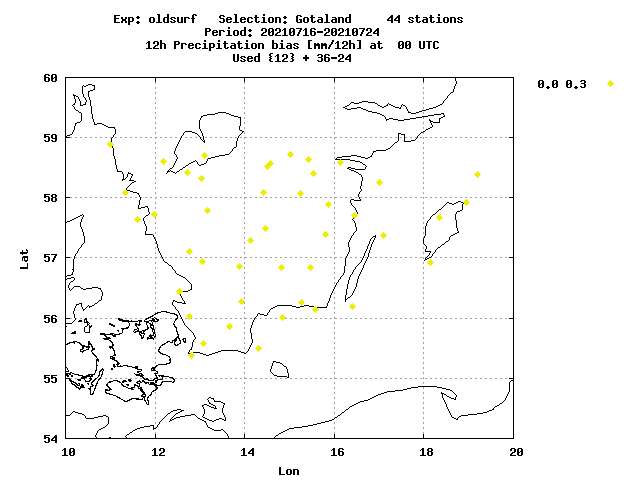 Exp: oldsurf   Selection: Gotaland     44 stations
Period: 20210716-20210724
12h Precipitation bias [mm/12h] at  00 UTC
Used {12} + 36-24
0.0 0.3
60
59
58
57
56
55
54
Lat
10 12 14 16 18 20
Lon